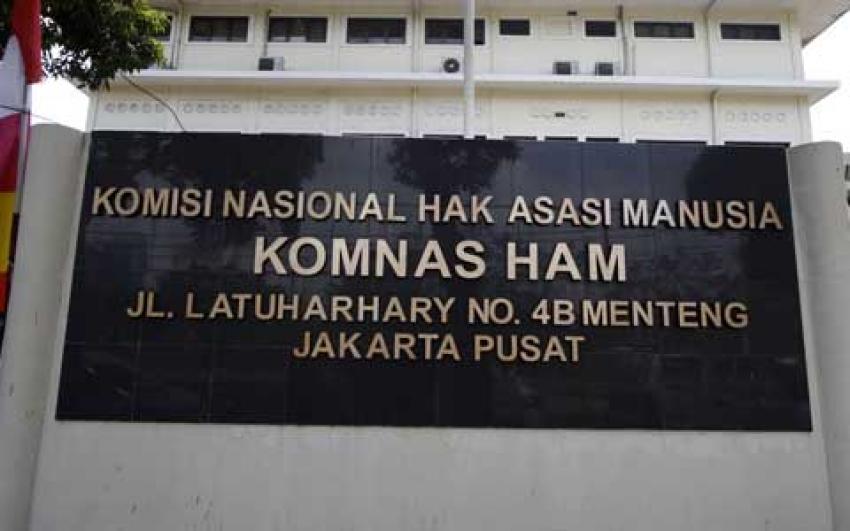 KOMISI NASIONAL HAK ASASI MANUSIA
KOMNAS HAM
JL. LATUHARHARY NO. 4B MENTENG
JAKARTA PUSAT